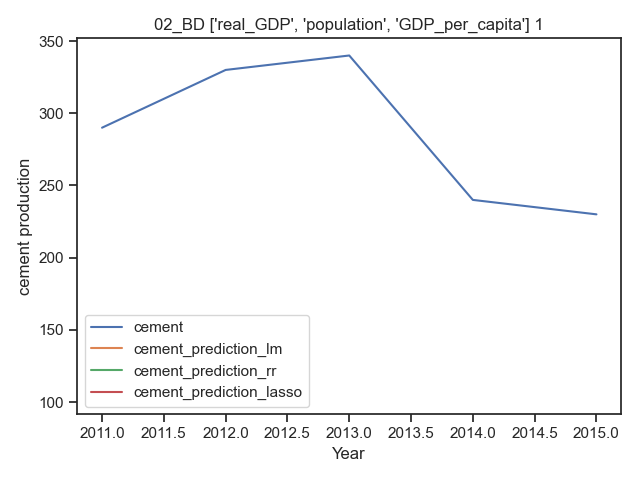 02_BD ['real_GDP', 'population', 'GDP_per_capita'] 1
350
300
250
200
150
100
cement production
cement
cement_prediction_lm
cement_prediction_rr
cement_prediction_lasso
2011.0 2011.5 2012.0 2012.5 2013.0 2013.5 2014.0 2014.5 2015.0
Year